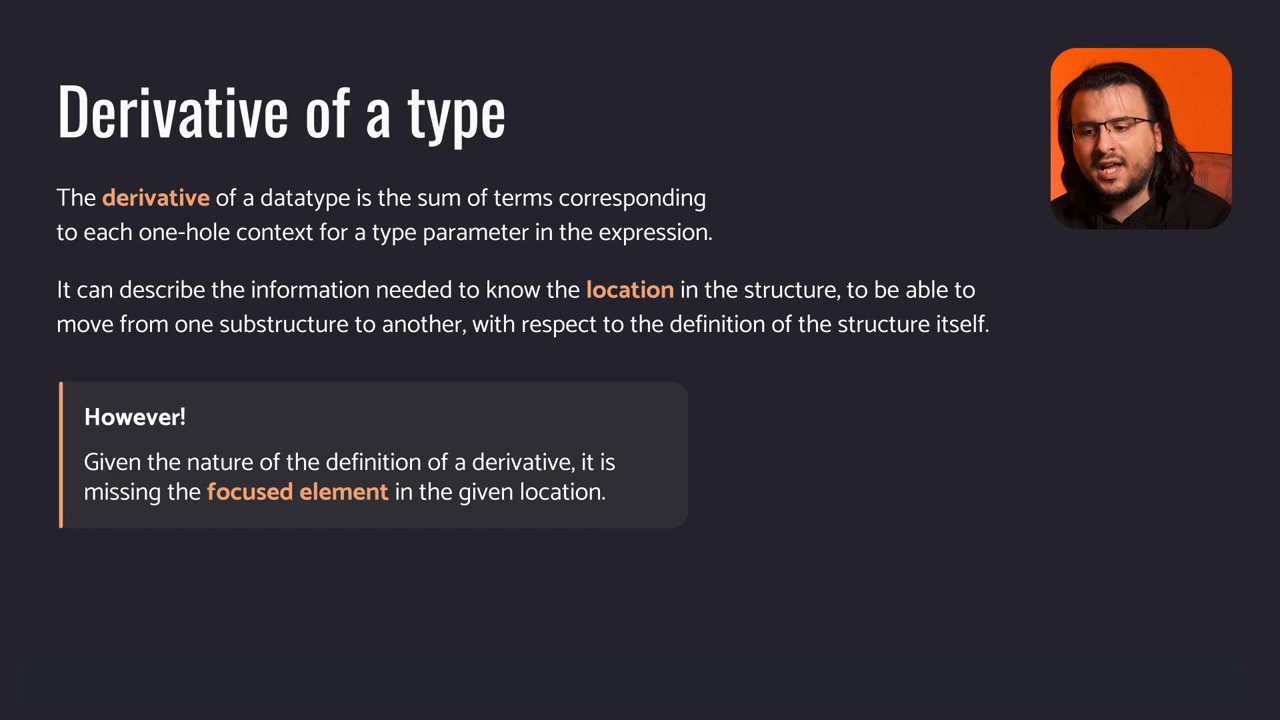 Derivative of a type
The derivative of a datatype is the sum of terms corresponding
to each one-hole context for a type parameter in the expression.
It can describe the information needed to know the location in the structure, to be able to
move from one substructure to another, with respect to the definition of the structure itself.
However!
Given the nature of the definition of a derivative, it is
missing the focused element in the given location.